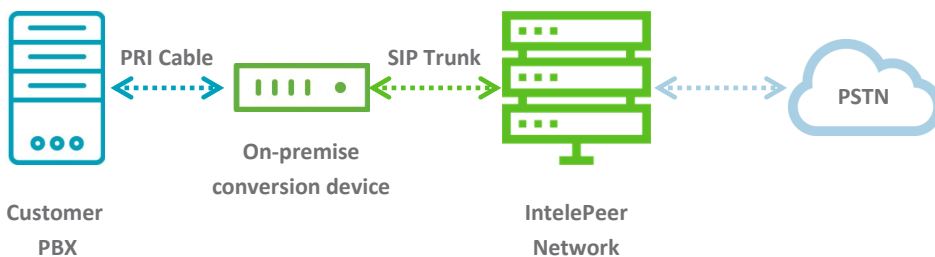 PRI Cable
SIP Trunk
PSTN
On-premise
conversion device
Customer
PBX
IntelePeer
Network